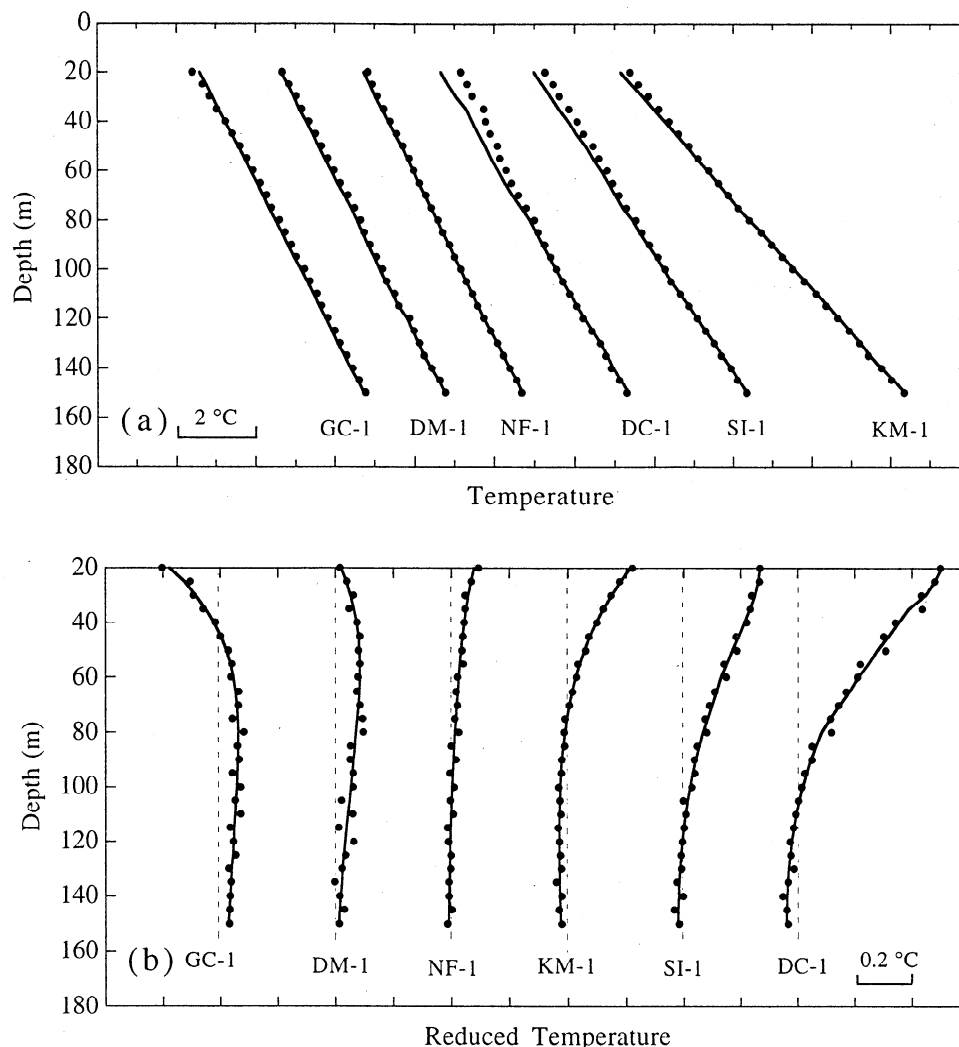 0
20
40
60
80
100
120
140
160
180
Depth (m)
(a)
2 °C
GC-1 DM-1 NF-1 DC-1 SI-1 KM-1
Temperature
20
40
60
80
100
120
140
160
180
Depth (m)
(b)
GC-1 DM-1 NF-1 KM-1 SI-1 DC-1
0.2 °C
Reduced Temperature